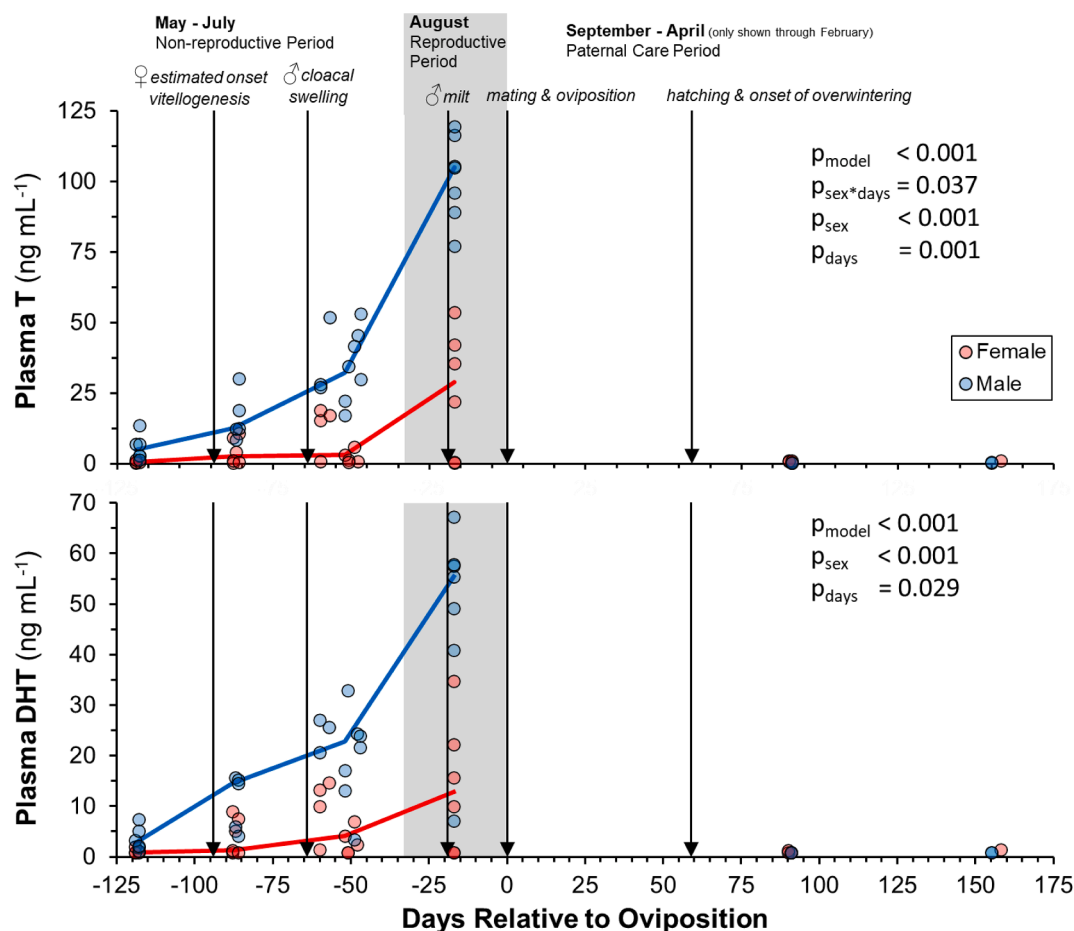 May - July
Non-reproductive Period
August
Reproductive
Period
September - April (only shown through February)
Paternal Care Period
♀ estimated onset
vitellogenesis
♂ cloacal
swelling
♂ milt
mating & oviposition
hatching & onset of overwintering
125
100
75
50
25
0
Plasma T (ng mL-1)
pmodel < 0.001
psex*days = 0.037
psex < 0.001
pdays = 0.001
Female
Male
70
60
50
40
30
20
10
0
Plasma DHT (ng mL-1)
pmodel < 0.001
psex < 0.001
pdays = 0.029
-125 -100 -75 -50 -25 0 25 50 75 100 125 150 175
Days Relative to Oviposition